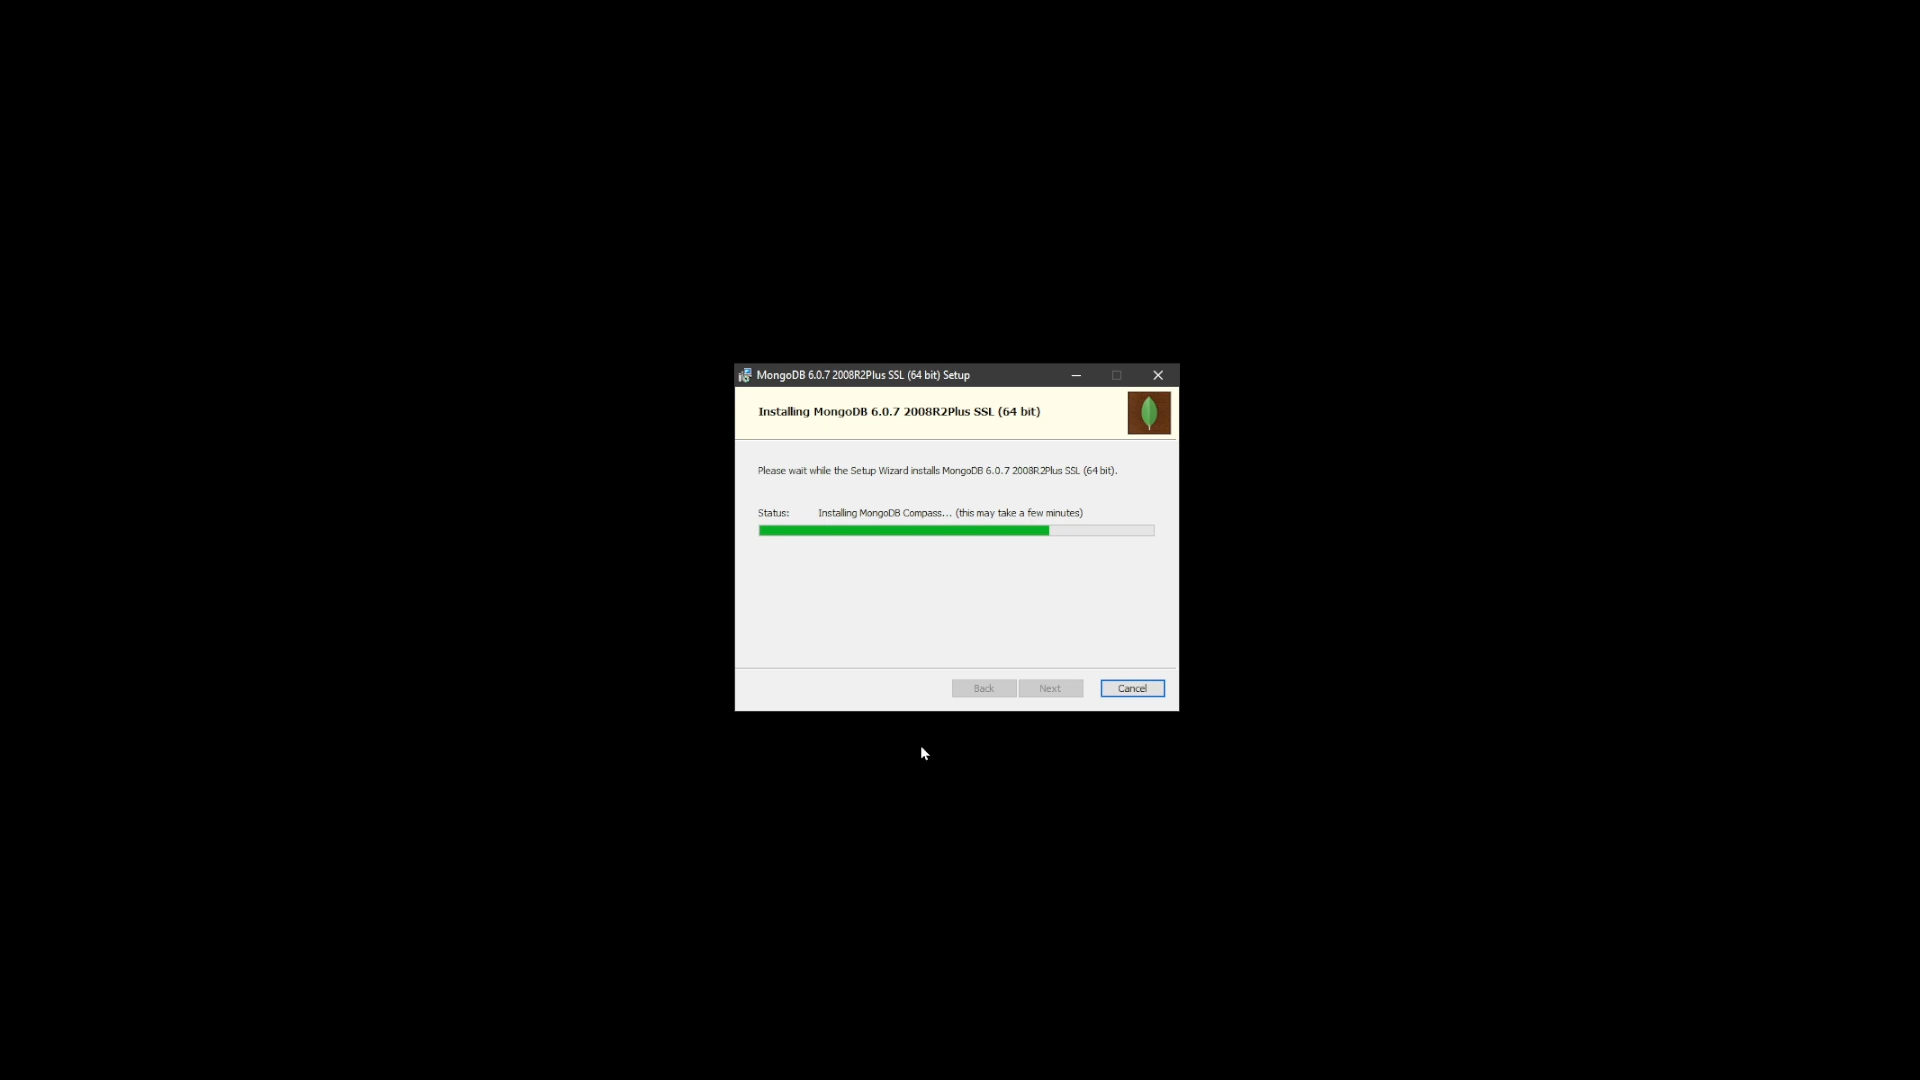 MongoDB 6.0.7 2008R2Plus SSL (64 bit) Setup
Installing MongoDB 6.0.7 2008R2Plus SSL (64 bit)
Please wait while the Setup Wizard installs MongoDB 6.0.7 2008R2Plus SSL (64 bit).
Status: Installing MongoDB Compass... (this may take a few minutes)
Back Next Cancel